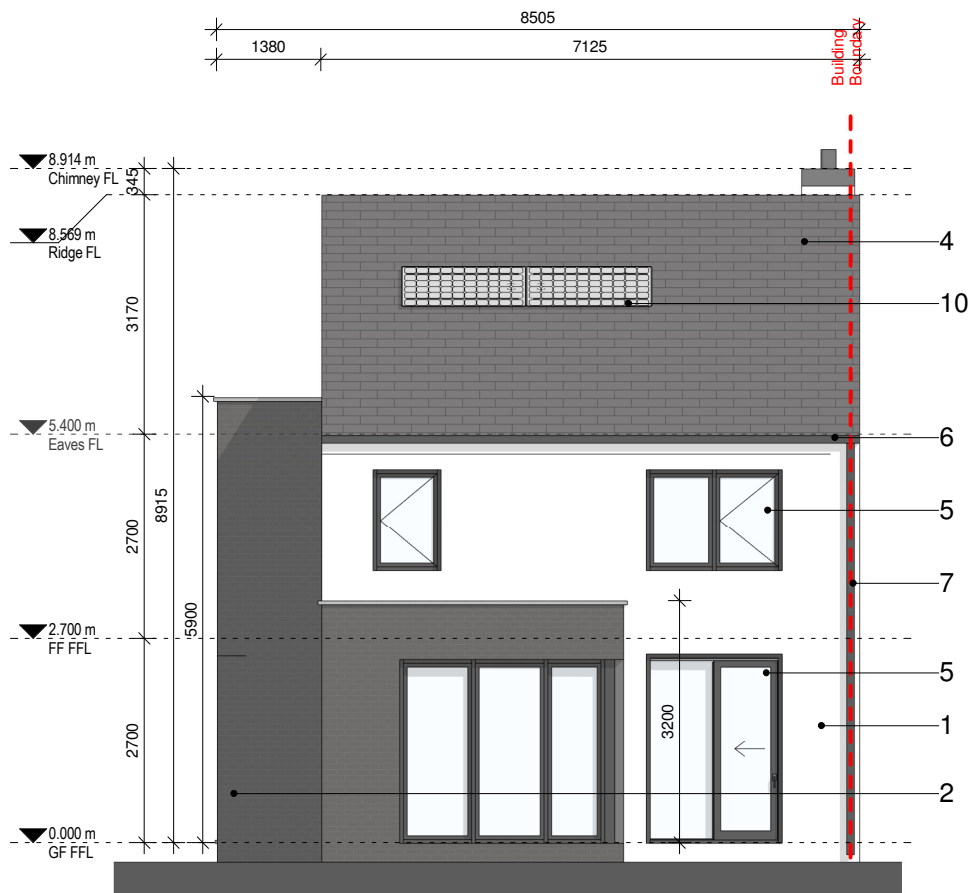 8505
1380
7125
Building
Boundary
8.914 m
Chimney FL
345
8.569 m
Ridge FL
4
10
3170
5.400 m
Eaves FL
6
8915
5
2700
7
5900
2.700 m
FF FFL
5
3200
1
2700
2
0.000 m
GF FFL